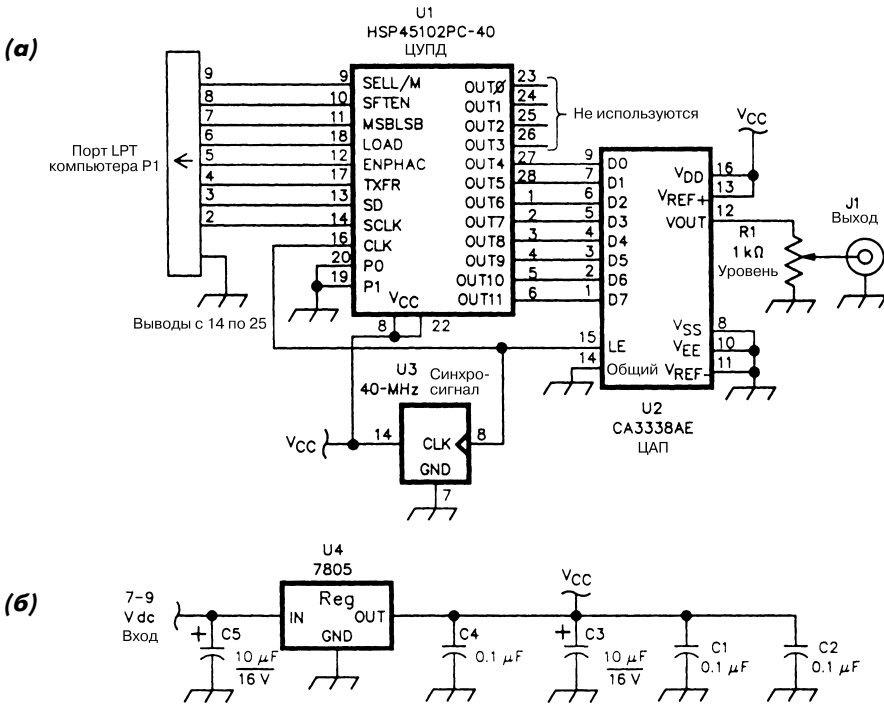 (а)
U1
HSP45102PC-40
ЦУПД
Порт LPT
компьютера P1
9
8
7
6
5
4
3
2
Выводы с 14 по 25
9 SELL/M
10 SFTEN
11 MSBLSB
18 LOAD
12 ENPHAC
17 TXFR
13 SD
14 SCLK
16 CLK
20 P0
19 P1
VCC
8
22
OUT0 23
OUT1 24
OUT2 25
OUT3 26
Не используются
OUT4 27
OUT5 28
OUT6 1
OUT7 2
OUT8 3
OUT9 4
OUT10 5
OUT11 6
9 D0
7 D1
6 D2
5 D3
4 D4
3 D5
2 D6
1 D7
15 LE
14 Общий
VCC
VDD 16
VREF+ 13
VOUT 12
VSS 8
VEE 10
VREF- 11
U2
CA3338AE
ЦАП
R1
1 kΩ
Уровень
J1
Выход
U3
40-MHz
Синхро-
сигнал
VCC
14
CLK
8
GND
7
(б)
7–9
V dc
Вход
C5
+
10 µF
16 V
U4
7805
Reg
IN
OUT
GND
C4
0.1 µF
VCC
+
C3
10 µF
16 V
C1
0.1 µF
C2
0.1 µF